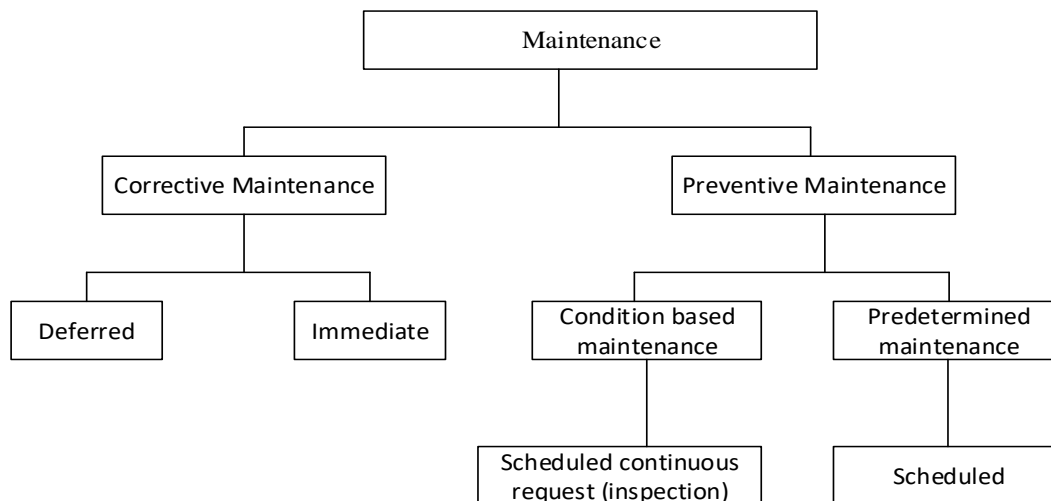 Maintenance
Corrective Maintenance
Preventive Maintenance
Deferred
Immediate
Condition based
maintenance
Predetermined
maintenance
Scheduled continuous
request (inspection)
Scheduled